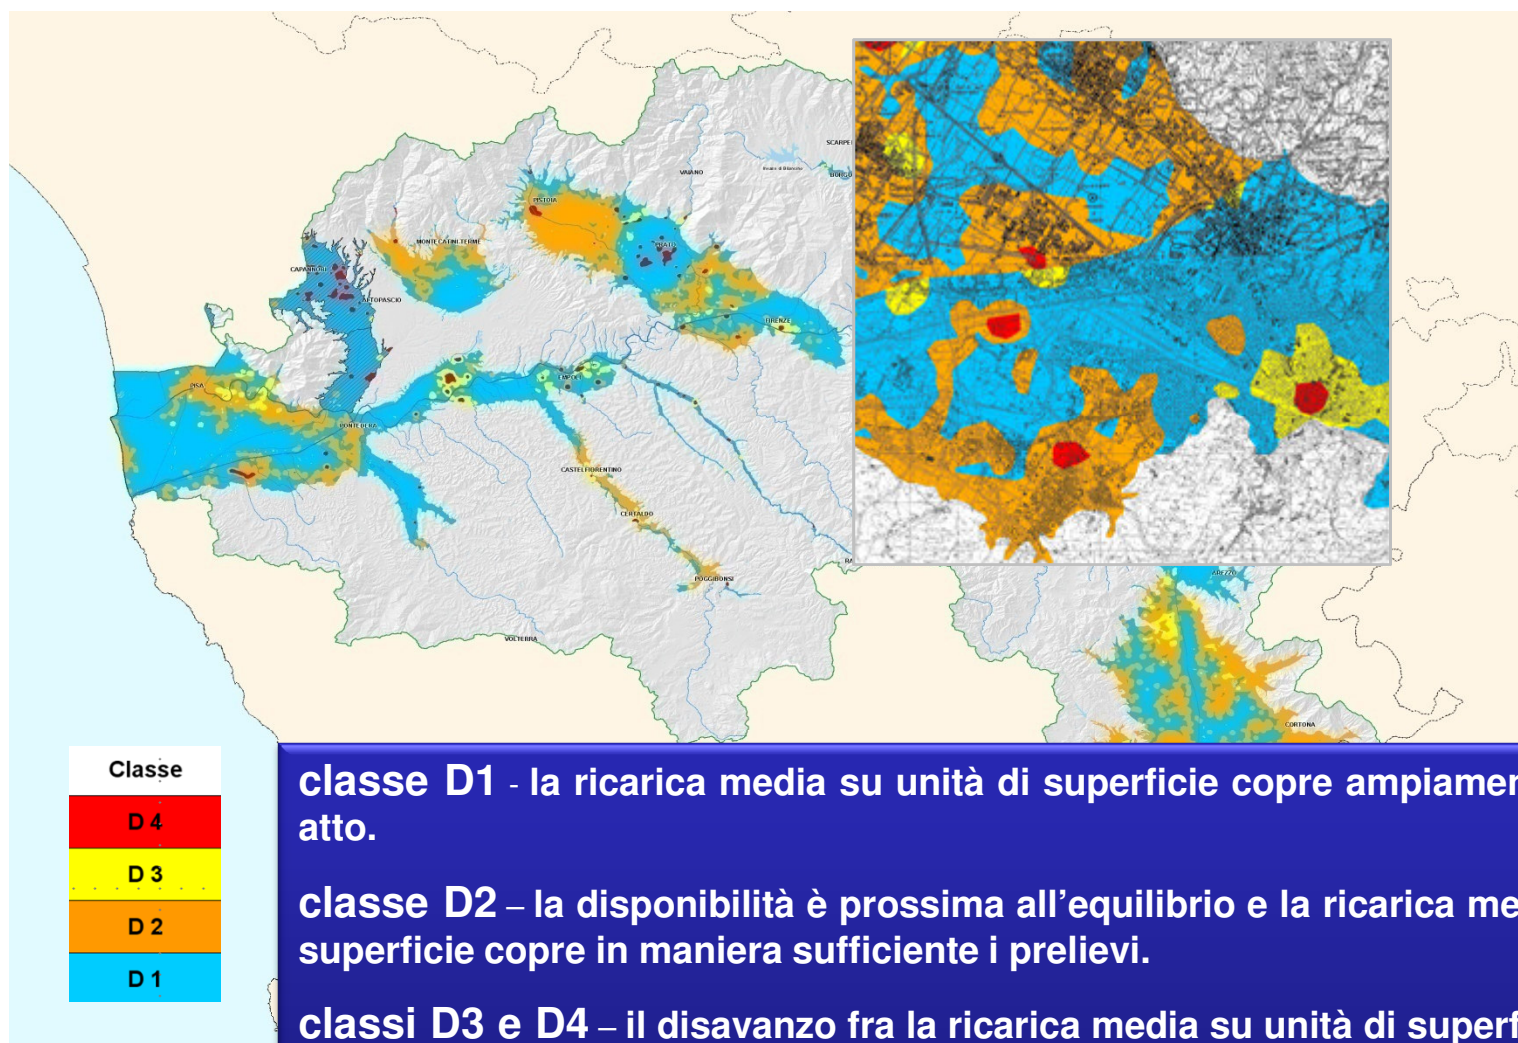 SCARPE
VAIANO
BORGO
PISTOIA
MONTECATINI-TERME
PRATO
CAPANNORI
ALTOPASCIO
FIRENZE
PISA
EMPOLI
PONTEDERA
CASTELFIORENTINO
CERTALDO
POGGIBONSI
VOLTERRA
AREZZO
CORTONA
Classe
D 4
D 3
D 2
D 1
classe D1 - la ricarica media su unità di superficie copre ampiamen
atto.
classe D2 – la disponibilità è prossima all'equilibrio e la ricarica me
superficie copre in maniera sufficiente i prelievi.
classi D3 e D4 – il disavanzo fra la ricarica media su unità di superf